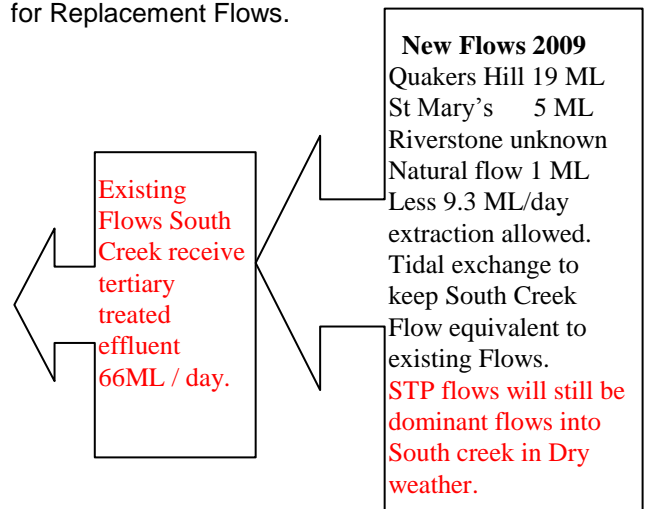 for Replacement Flows.
New Flows 2009
Quakers Hill 19 ML
St Mary's 5 ML
Riverstone unknown
Natural flow 1 ML
Less 9.3 ML/day
extraction allowed.
Tidal exchange to
keep South Creek
Flow equivalent to
existing Flows.
STP flows will still be
dominant flows into
South creek in Dry
weather.
Existing
Flows South
Creek receive
tertiary
treated
effluent
66ML / day.